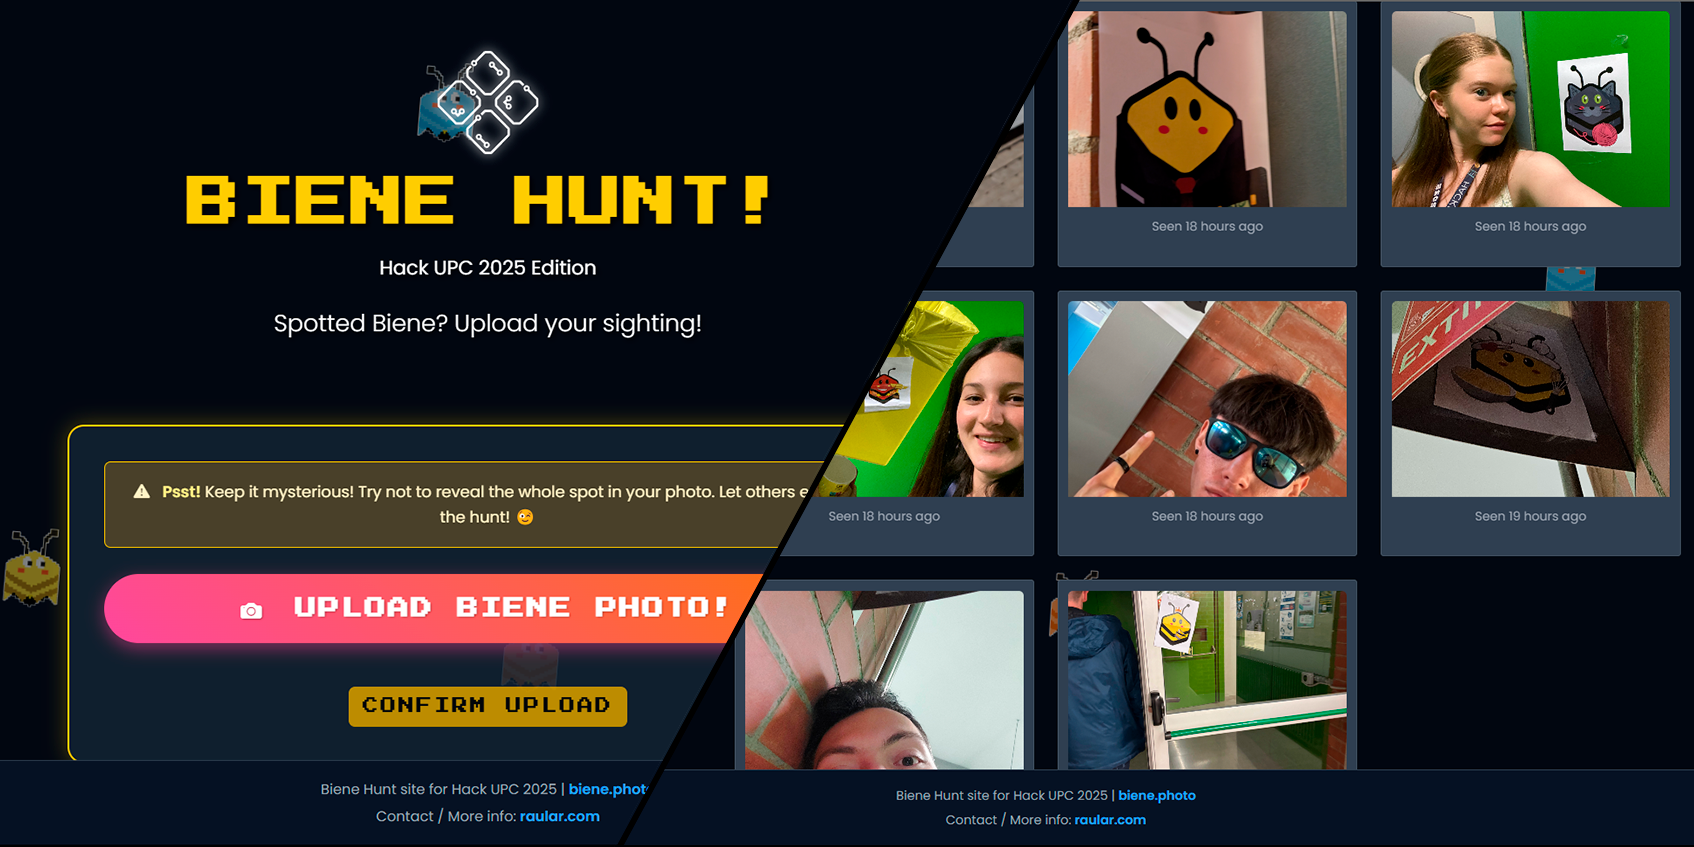 BIENE HUNT!
Hack UPC 2025 Edition
Spotted Biene? Upload your sighting!
Psst! Keep it mysterious! Try not to reveal the whole spot in your photo. Let others e
the hunt! 😉
UPLOAD BIENE PHOTO!
CONFIRM UPLOAD
Biene Hunt site for Hack UPC 2025 | biene.photo
Contact / More info: raular.com
Seen 18 hours ago
Seen 18 hours ago
EXTI
Seen 18 hours ago
Seen 18 hours ago
Seen 19 hours ago
Biene Hunt site for Hack UPC 2025 | biene.photo
Contact / More info: raular.com